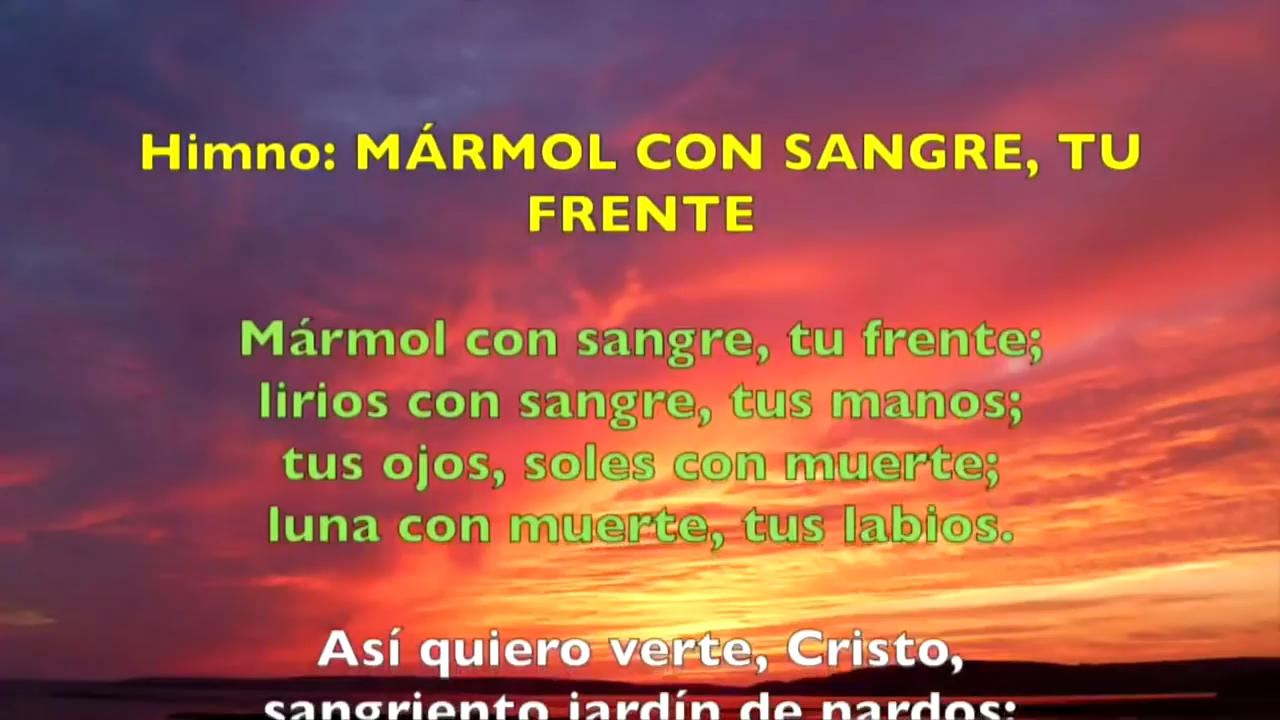 Himno: MÁRMOL CON SANGRE, TU
FRENTE
Mármol con sangre, tu frente;
lirios con sangre, tus manos;
tus ojos, soles con muerte;
luna con muerte, tus labios.
Así quiero verte, Cristo,
sangriento jardín de nardos;